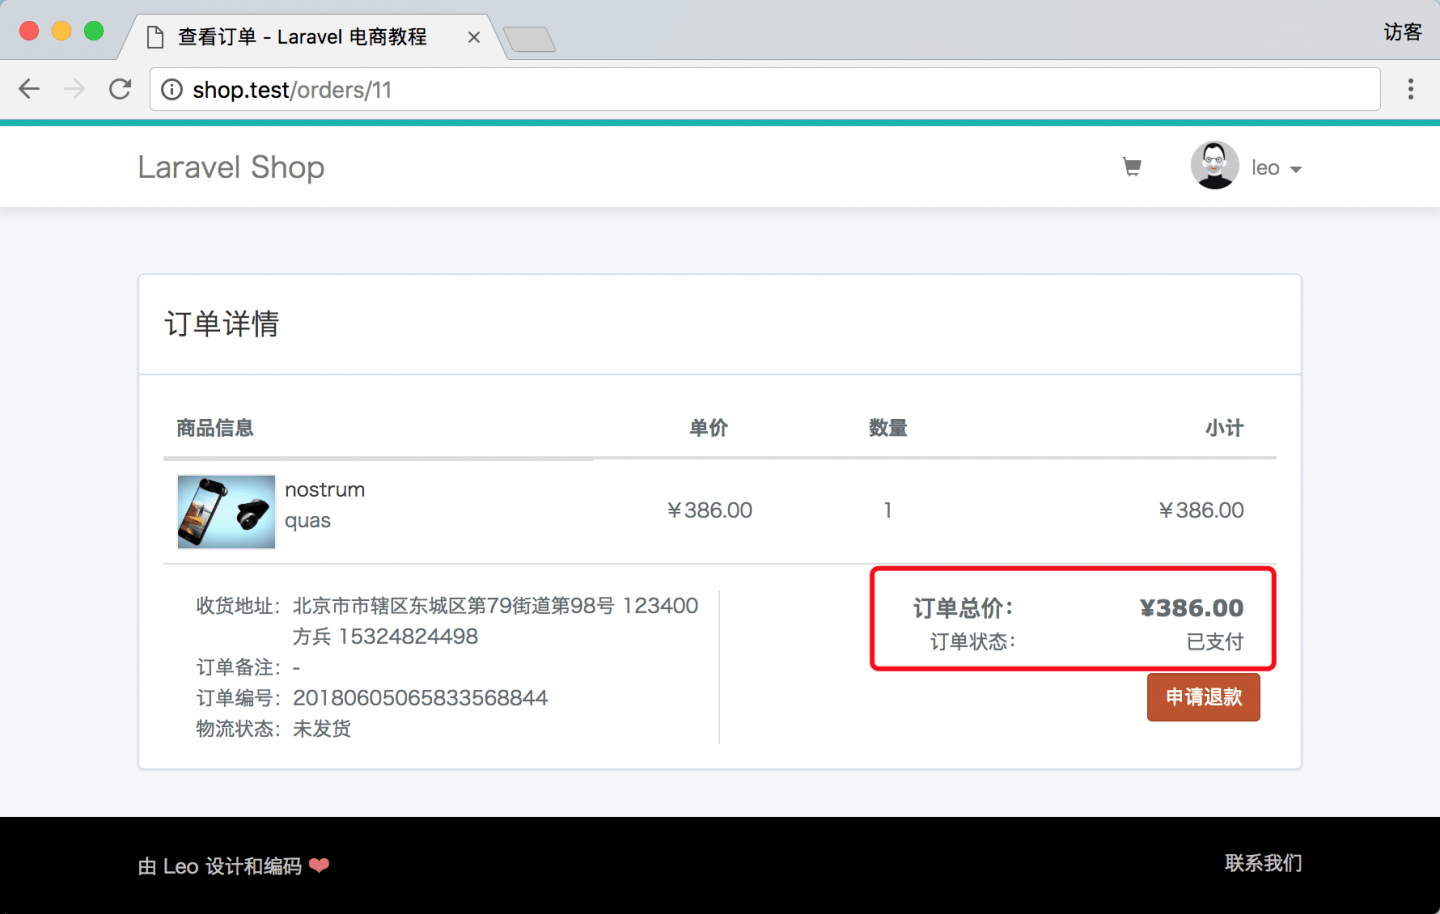 查看订单 - Laravel 电商教程
访客
shop.test/orders/11
Laravel Shop
leo
订单详情
商品信息 单价 数量 小计
nostrum
quas
￥386.00 1 ￥386.00
收货地址： 北京市市辖区东城区第79街道第98号 123400
方兵 15324824498
订单备注： -
订单编号： 20180605065833568844
物流状态： 未发货
订单总价： ¥386.00
订单状态： 已支付
申请退款
由 Leo 设计和编码 ❤
联系我们